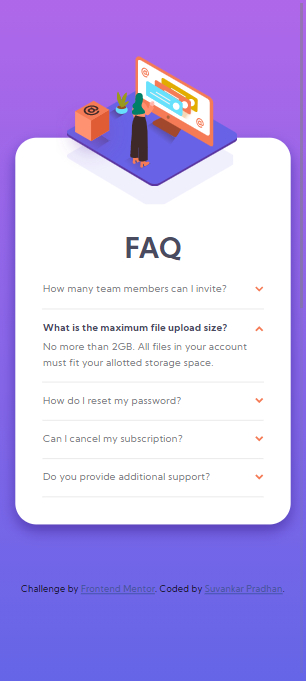 FAQ
How many team members can I invite?
What is the maximum file upload size?
No more than 2GB. All files in your account
must fit your allotted storage space.
How do I reset my password?
Can I cancel my subscription?
Do you provide additional support?
Challenge by Frontend Mentor. Coded by Suvankar Pradhan.